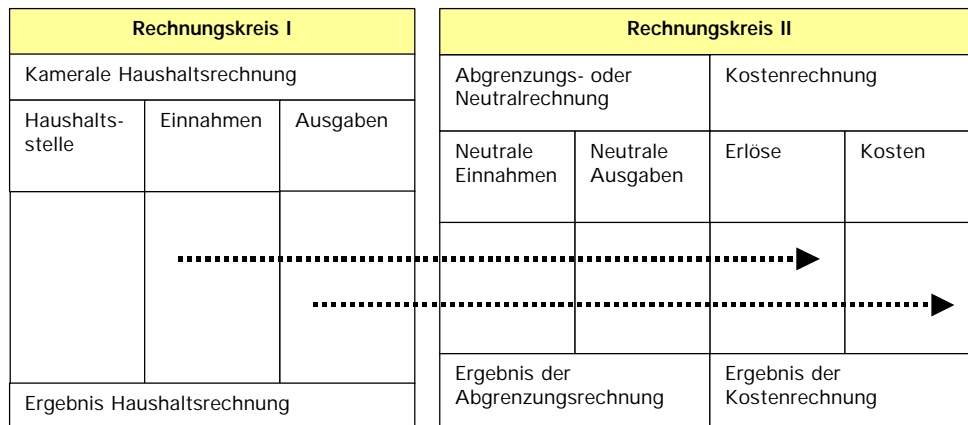 Rechnungskreis I
Kamerale Haushaltsrechnung
Haushalts-
stelle
Einnahmen
Ausgaben
Ergebnis Haushaltsrechnung
Rechnungskreis II
Abgrenzungs- oder
Neutralrechnung
Kostenrechnung
Neutrale
Einnahmen
Neutrale
Ausgaben
Erlöse
Kosten
Ergebnis der
Abgrenzungsrechnung
Ergebnis der
Kostenrechnung